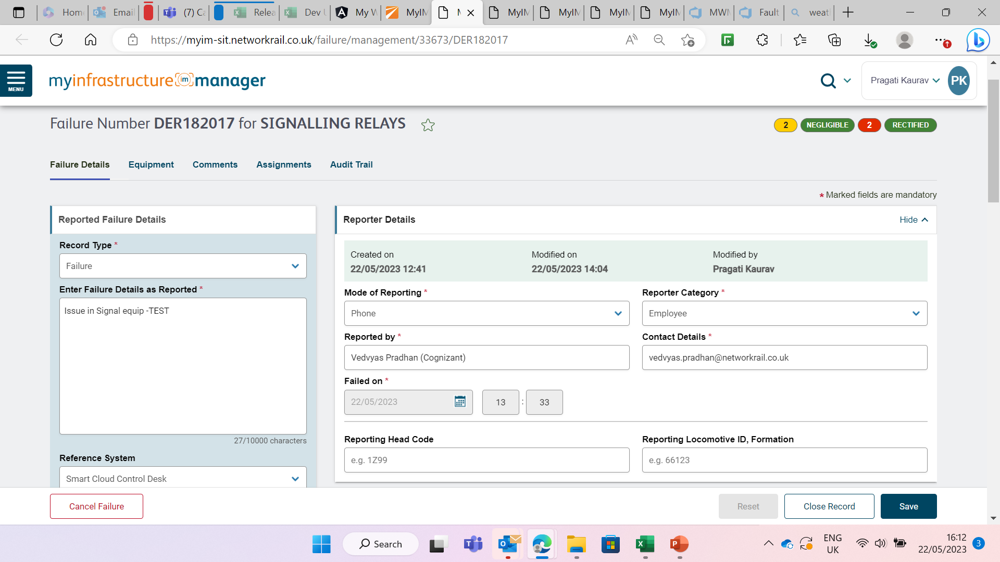 Home
Email
(7) Ca
Relea
Dev U
My W
MyIM
MyIM
MyIM
MyIM
MyIM
MWM
Fault
weat
https://myim-sit.networkrail.co.uk/failure/management/33673/DER182017
MENU
myinfrastructure im manager
Pragati Kaurav
PK
Failure Number DER182017 for SIGNALLING RELAYS
2 NEGLIGIBLE 2 RECTIFIED
Failure Details Equipment Comments Assignments Audit Trail
* Marked fields are mandatory
Reported Failure Details
Record Type *
Failure
Enter Failure Details as Reported *
Issue in Signal equip -TEST
27/10000 characters
Reference System
Smart Cloud Control Desk
Reporter Details
Hide
Created on Modified on Modified by
22/05/2023 12:41 22/05/2023 14:04 Pragati Kaurav
Mode of Reporting * Reporter Category *
Phone Employee
Reported by * Contact Details *
Vedvyas Pradhan (Cognizant) vedvyas.pradhan@networkrail.co.uk
Failed on *
22/05/2023 13 : 33
Reporting Head Code Reporting Locomotive ID, Formation
e.g. 1Z99 e.g. 66123
Cancel Failure Reset Close Record Save
Search
ENG
UK
16:12
22/05/2023
3